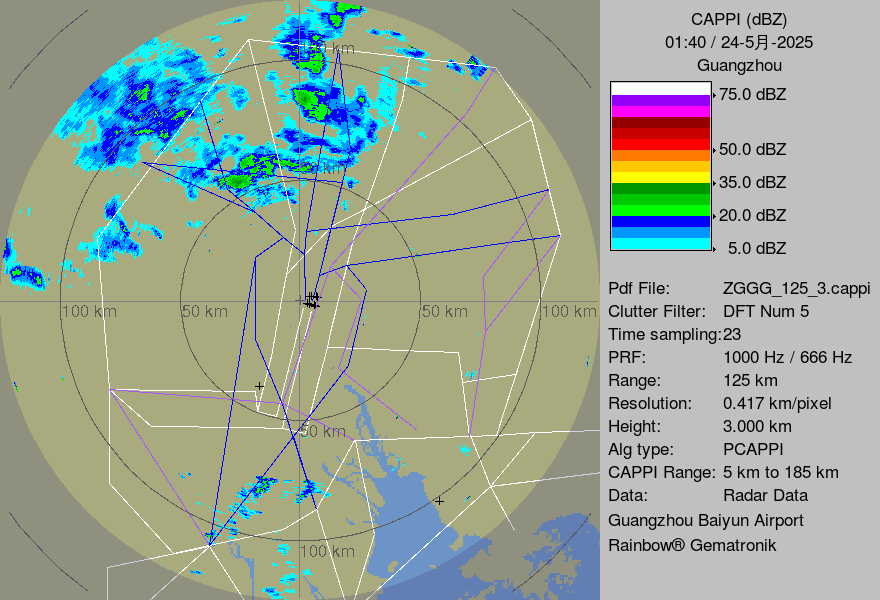 CAPPI (dBZ)
01:40 / 24-5月-2025
Guangzhou
75.0 dBZ
50.0 dBZ
35.0 dBZ
20.0 dBZ
5.0 dBZ
Pdf File: ZGGG_125_3.cappi
Clutter Filter: DFT Num 5
Time sampling:23
PRF: 1000 Hz / 666 Hz
Range: 125 km
Resolution: 0.417 km/pixel
Height: 3.000 km
Alg type: PCAPPI
CAPPI Range: 5 km to 185 km
Data: Radar Data
Guangzhou Baiyun Airport
Rainbow® Gematronik
km
km
100 km
50 km
50 km
100 km
50 km
100 km